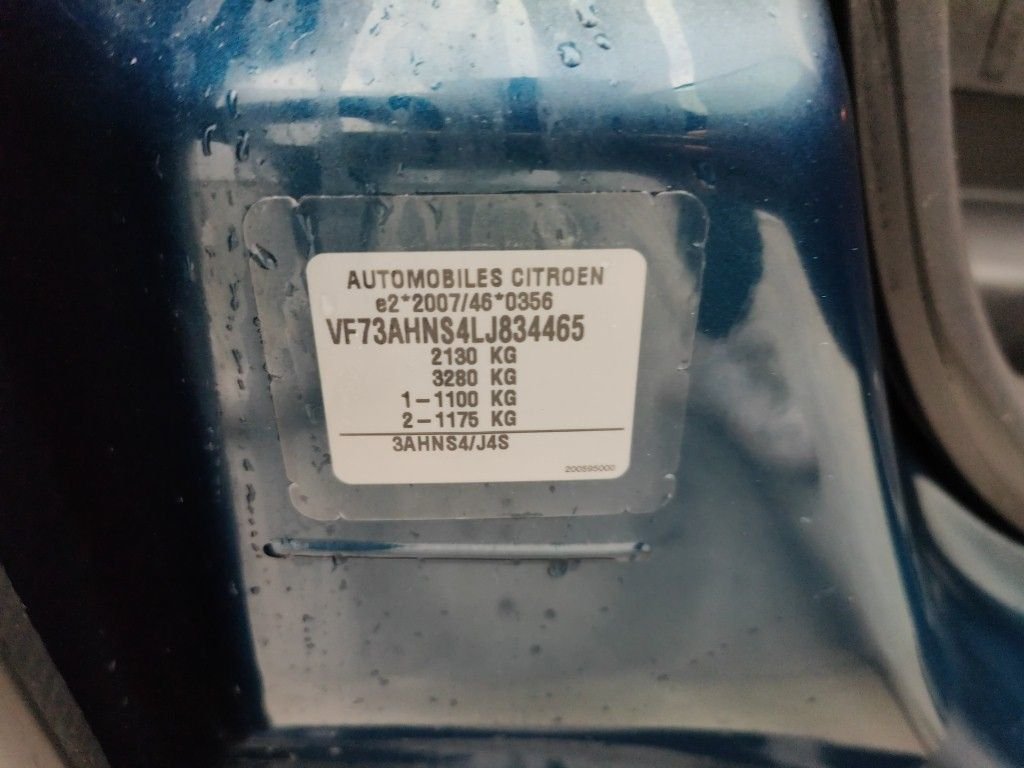 AUTOMOBILES CITROEN
e2*2007/46*0356
VF73AHNS4LJ834465
2130 KG
3280 KG
1-1100 KG
2-1175 KG
3AHNS4/J4S
200595000